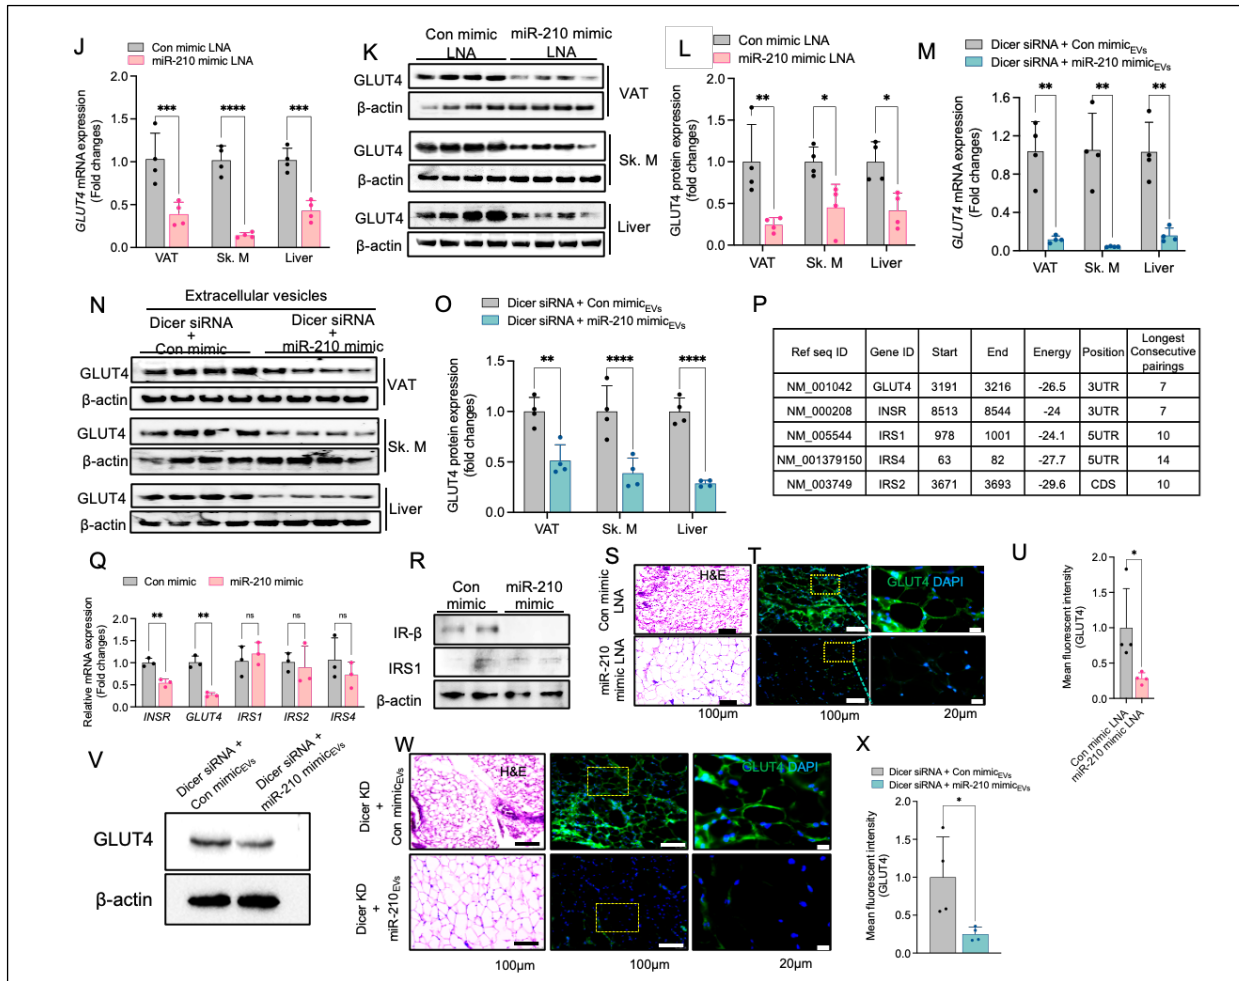 J
Con mimic LNA
miR-210 mimic LNA
GLUT4 mRNA expression
(Fold changes)
2.0
1.5
1.0
0.5
0.0
***
****
***
VAT
Sk. M
Liver
K
Con mimic
LNA
miR-210 mimic
LNA
GLUT4
β-actin
VAT
GLUT4
β-actin
Sk. M
GLUT4
β-actin
Liver
L
Con mimic LNA
miR-210 mimic LNA
GLUT4 protein expression
(fold changes)
2.0
1.5
1.0
0.5
0.0
**
*
*
VAT
Sk. M
Liver
M
Dicer siRNA + Con mimicEVs
Dicer siRNA + miR-210 mimicEVs
GLUT4 mRNA expression
(Fold changes)
1.6
1.2
0.8
0.4
0.0
**
**
**
VAT
Sk. M
Liver
N
Extracellular vesicles
Dicer siRNA
+
Con mimic
Dicer siRNA
+
miR-210 mimic
GLUT4
β-actin
VAT
GLUT4
β-actin
Sk. M
GLUT4
β-actin
Liver
O
Dicer siRNA + Con mimicEVs
Dicer siRNA + miR-210 mimicEVs
GLUT4 protein expression
(fold changes)
1.5
1.0
0.5
0.0
**
****
****
VAT
Sk. M
Liver
P
Ref seq ID Gene ID Start End Energy Position Longest Consecutive pairings
NM_001042 GLUT4 3191 3216 -26.5 3UTR 7
NM_000208 INSR 8513 8544 -24 3UTR 7
NM_005544 IRS1 978 1001 -24.1 5UTR 10
NM_001379150 IRS4 63 82 -27.7 5UTR 14
NM_003749 IRS2 3671 3693 -29.6 CDS 10
Q
Con mimic
miR-210 mimic
Relative mRNA expression
(Fold changes)
2.0
1.5
1.0
0.5
0.0
**
**
ns
ns
ns
INSR
GLUT4
IRS1
IRS2
IRS4
R
Con
mimic
miR-210
mimic
IR-β
IRS1
β-actin
S
Con mimic
LNA
miR-210
mimic LNA
H&E
100μm
T
GLUT4 DAPI
100μm
20μm
U
Mean fluorescent intensity
(GLUT4)
2.0
1.5
1.0
0.5
0.0
*
Con mimic LNA
miR-210 mimic LNA
V
Dicer siRNA +
Con mimicEVs
Dicer siRNA +
miR-210 mimicEVs
GLUT4
β-actin
W
Dicer KD
+
Con mimicEVs
Dicer KD
+
miR-210EVs
H&E
GLUT4 DAPI
100μm
100μm
20μm
X
Dicer siRNA + Con mimicEVs
Dicer siRNA + miR-210 mimicEVs
Mean fluorescent intensity
(GLUT4)
2.0
1.5
1.0
0.5
0.0
*